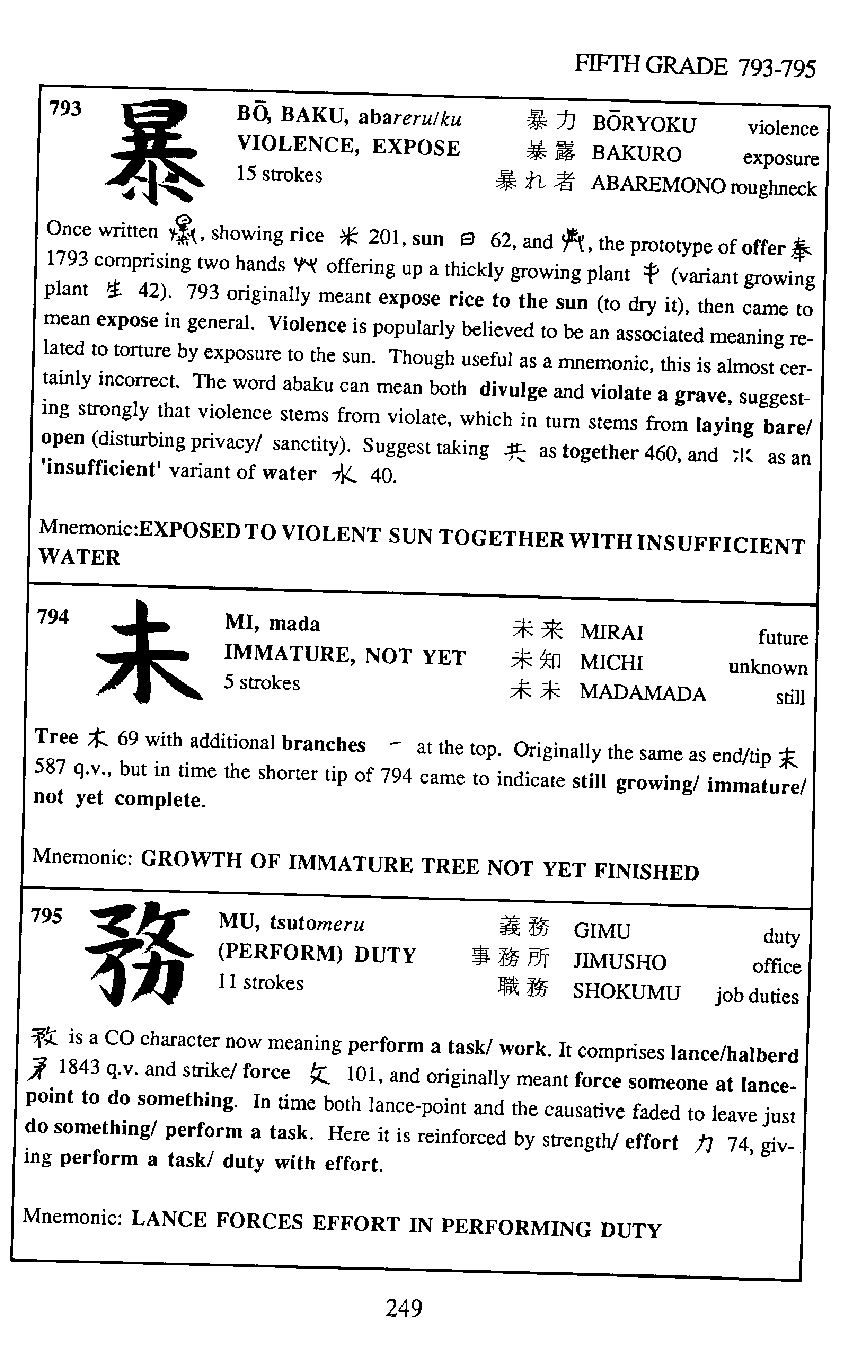 FIFTH GRADE 793-795
793
暴
BŌ, BAKU, abareru/ku
暴力 BŌRYOKU violence
VIOLENCE, EXPOSE
暴露 BAKURO exposure
15 strokes
暴れ者 ABAREMONO roughneck
Once written , showing rice 米 201, sun 日 62, and , the prototype of offer 奉
1793 comprising two hands offering up a thickly growing plant (variant growing
plant 生 42). 793 originally meant expose rice to the sun (to dry it), then came to
mean expose in general. Violence is popularly believed to be an associated meaning re-
lated to torture by exposure to the sun. Though useful as a mnemonic, this is almost cer-
tainly incorrect. The word abaku can mean both divulge and violate a grave, suggest-
ing strongly that violence stems from violate, which in turn stems from laying bare/
open (disturbing privacy/ sanctity). Suggest taking 共 as together 460, and 氺 as an
'insufficient' variant of water 水 40.
Mnemonic:EXPOSED TO VIOLENT SUN TOGETHER WITH INSUFFICIENT
WATER
794
未
MI, mada
未来 MIRAI future
IMMATURE, NOT YET
未知 MICHI unknown
5 strokes
未未 MADAMADA still
Tree 木 69 with additional branches 一 at the top. Originally the same as end/tip 末
587 q.v., but in time the shorter tip of 794 came to indicate still growing/ immature/
not yet complete.
Mnemonic: GROWTH OF IMMATURE TREE NOT YET FINISHED
795
務
MU, tsutomeru
義務 GIMU duty
(PERFORM) DUTY
事務所 JIMUSHO office
11 strokes
職務 SHOKUMU job duties
敄 is a CO character now meaning perform a task/ work. It comprises lance/halberd
矛 1843 q.v. and strike/ force 攵 101, and originally meant force someone at lance-
point to do something. In time both lance-point and the causative faded to leave just
do something/ perform a task. Here it is reinforced by strength/ effort 力 74, giv-
ing perform a task/ duty with effort.
Mnemonic: LANCE FORCES EFFORT IN PERFORMING DUTY
249